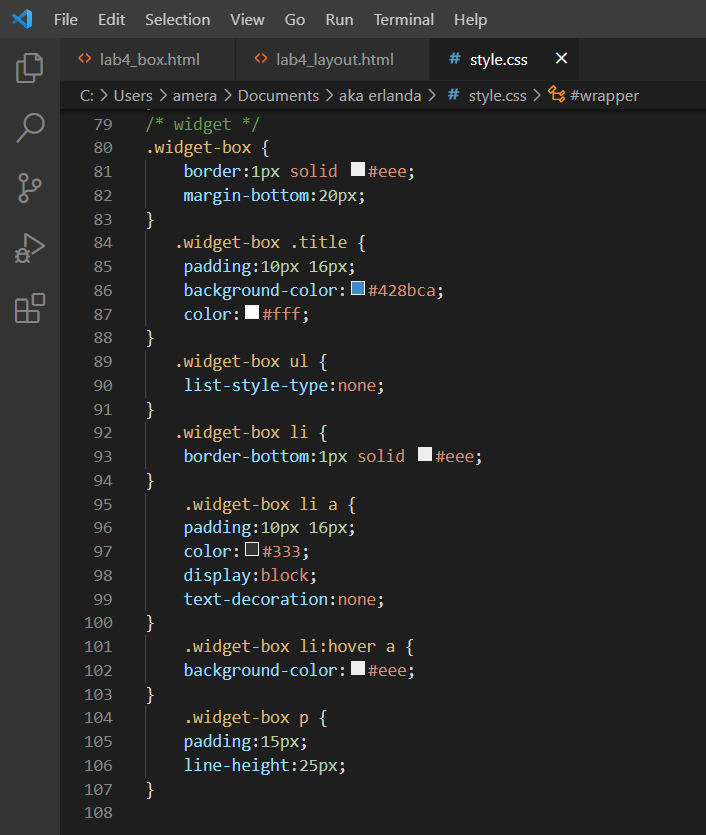 File Edit Selection View Go Run Terminal Help
lab4_box.html lab4_layout.html # style.css ×
C: > Users > amera > Documents > aka erlanda > # style.css > #wrapper
79 /* widget */
80 .widget-box {
81 border:1px solid #eee;
82 margin-bottom:20px;
83 }
84 .widget-box .title {
85 padding:10px 16px;
86 background-color:#428bca;
87 color:#fff;
88 }
89 .widget-box ul {
90 list-style-type:none;
91 }
92 .widget-box li {
93 border-bottom:1px solid #eee;
94 }
95 .widget-box li a {
96 padding:10px 16px;
97 color:#333;
98 display:block;
99 text-decoration:none;
100 }
101 .widget-box li:hover a {
102 background-color:#eee;
103 }
104 .widget-box p {
105 padding:15px;
106 line-height:25px;
107 }
108